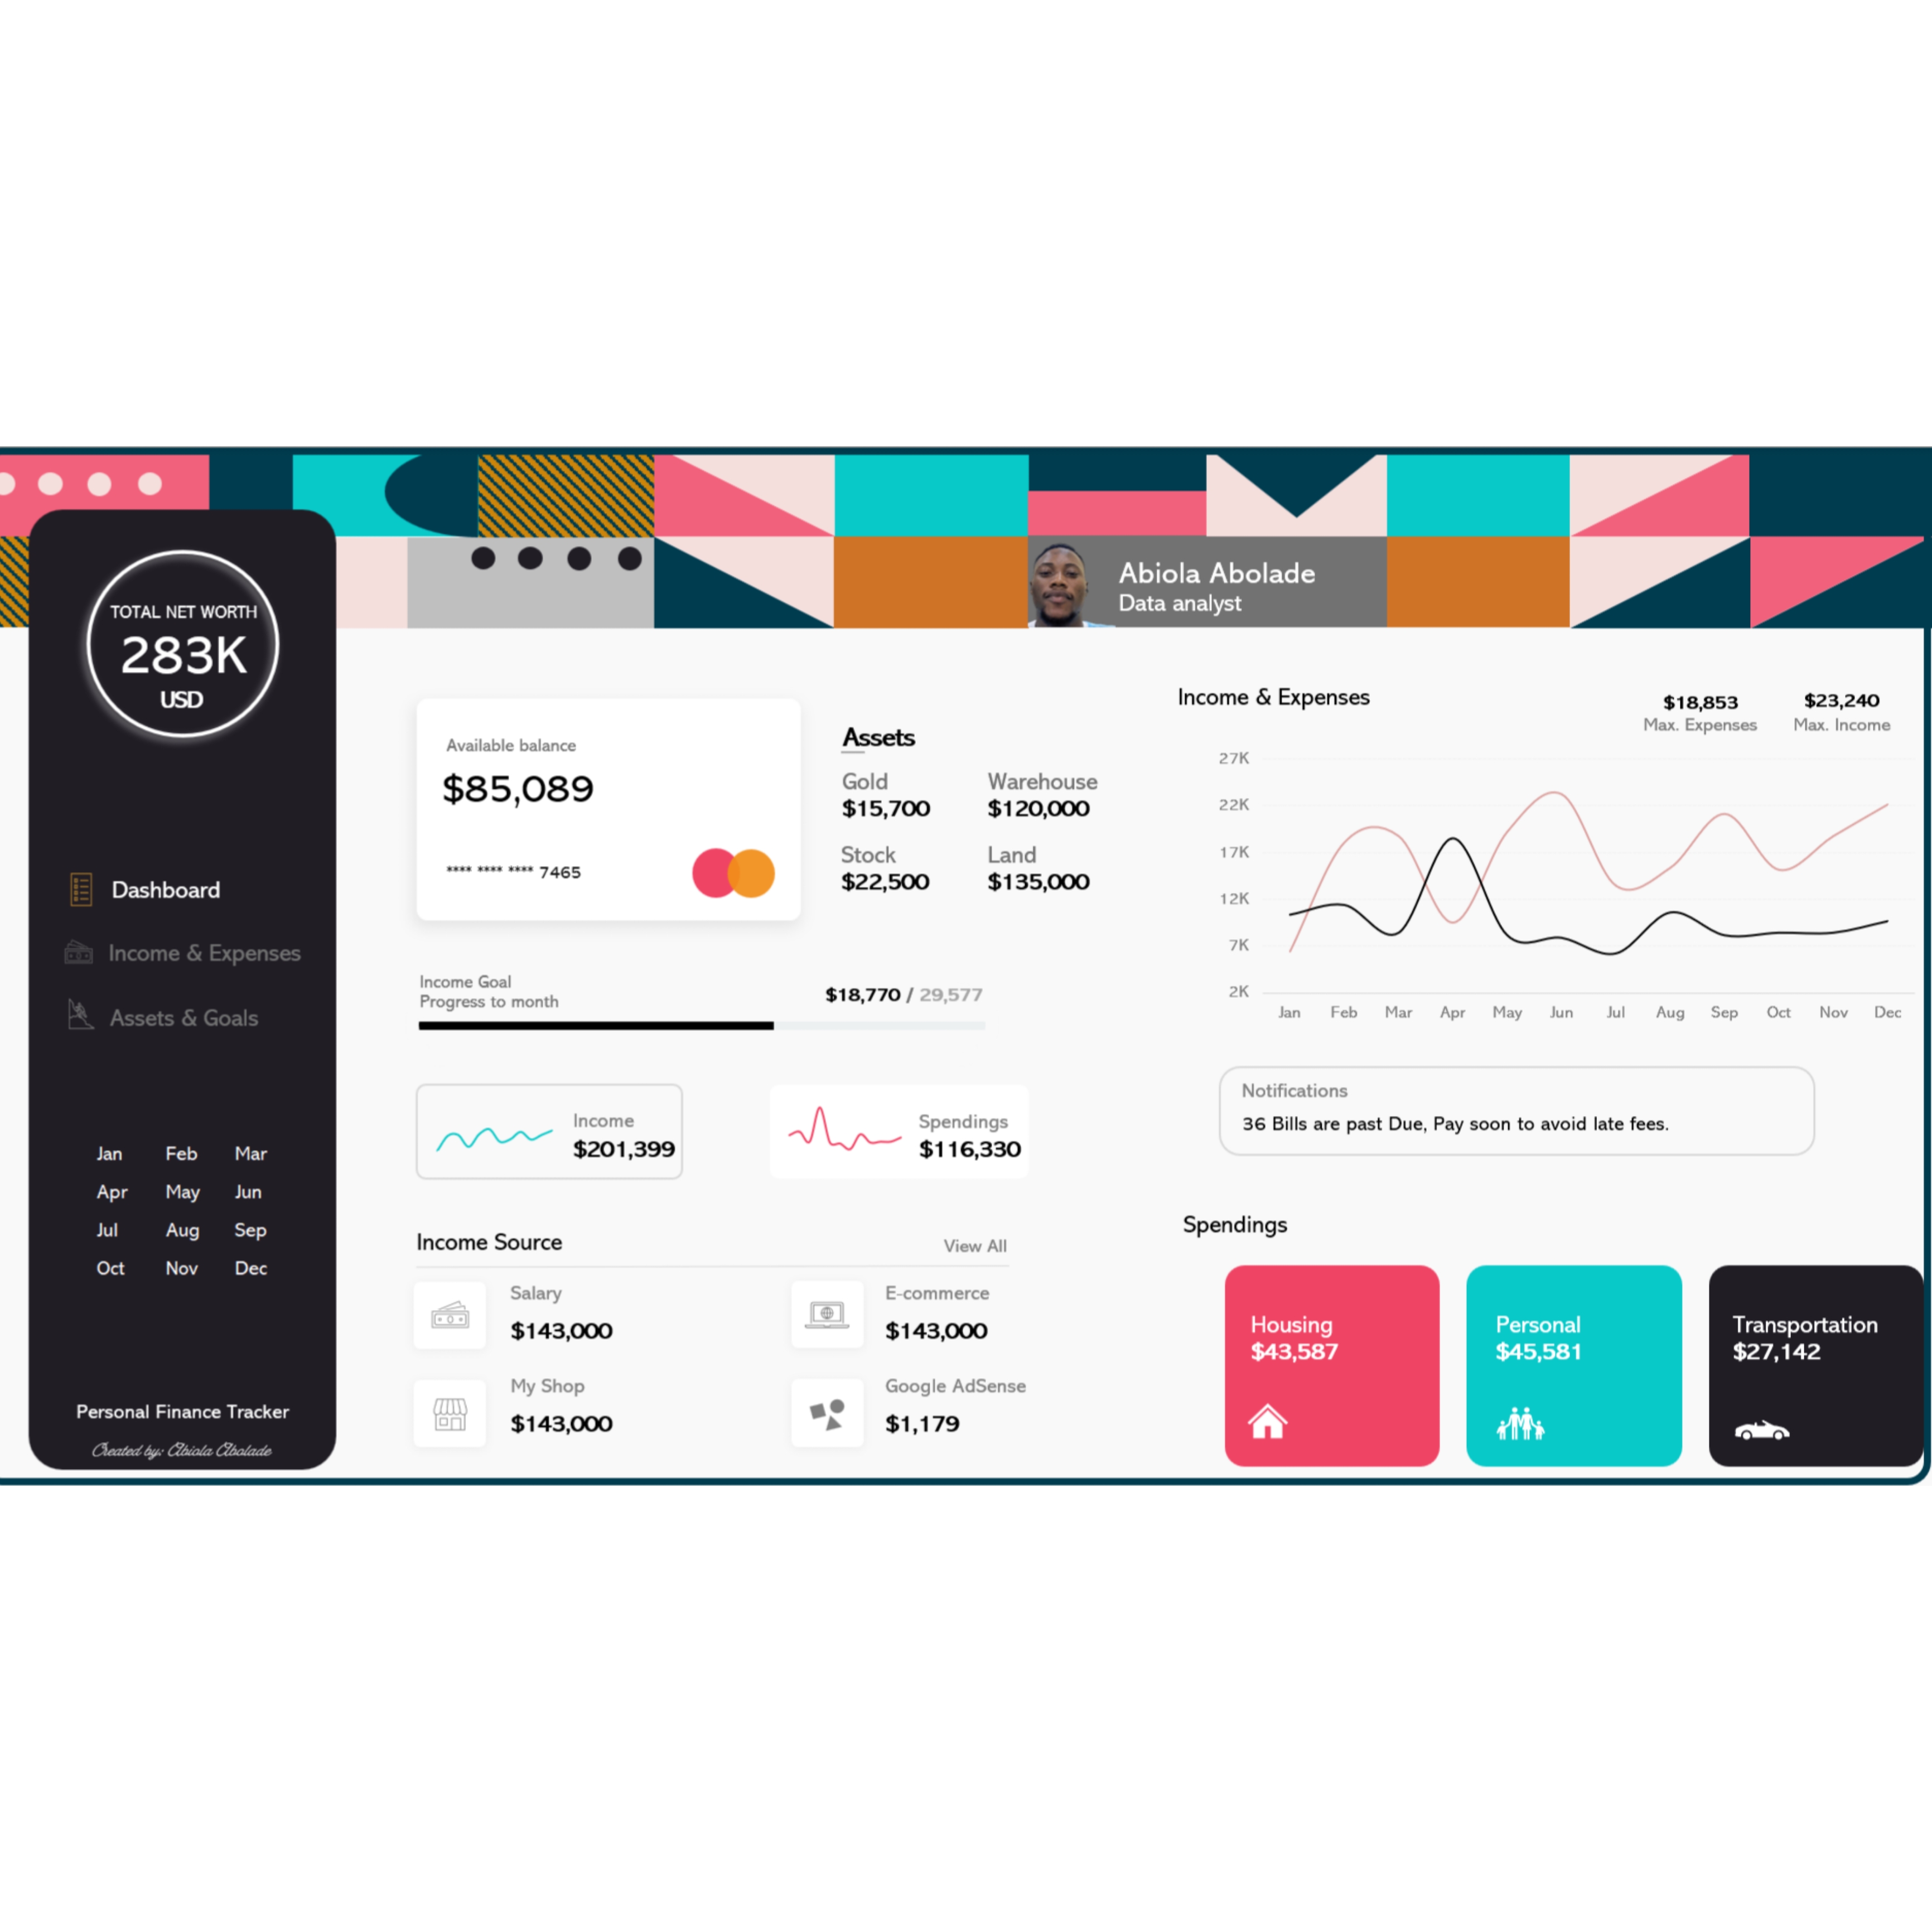 Abiola Abolade
Data analyst
TOTAL NET WORTH
283K
USD
Dashboard
Income & Expenses
Assets & Goals
Jan Feb Mar
Apr May Jun
Jul Aug Sep
Oct Nov Dec
Personal Finance Tracker
Created by: Abiola Abolade
Available balance
$85,089
**** **** **** 7465
Assets
Gold Warehouse
$15,700 $120,000
Stock Land
$22,500 $135,000
Income Goal
Progress to month
$18,770 / 29,577
Income
$201,399
Spendings
$116,330
Income Source View All
Salary
$143,000
E-commerce
$143,000
My Shop
$143,000
Google AdSense
$1,179
Income & Expenses
$18,853
Max. Expenses
$23,240
Max. Income
27K
22K
17K
12K
7K
2K
Jan Feb Mar Apr May Jun Jul Aug Sep Oct Nov Dec
Notifications
36 Bills are past Due, Pay soon to avoid late fees.
Spendings
Housing
$43,587
Personal
$45,581
Transportation
$27,142